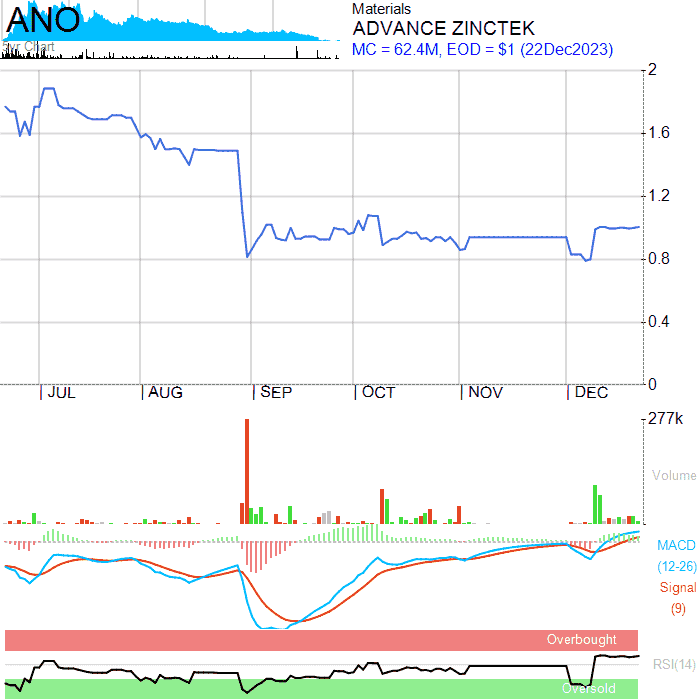 ANO
5yr Chart
Materials
ADVANCE ZINCTEK
MC = 62.4M, EOD = $1 (22Dec2023)
2
1.6
1.2
0.8
0.4
0
JUL AUG SEP OCT NOV DEC
277k
Volume
MACD
(12-26)
Signal
(9)
Overbought
RSI(14)
Oversold